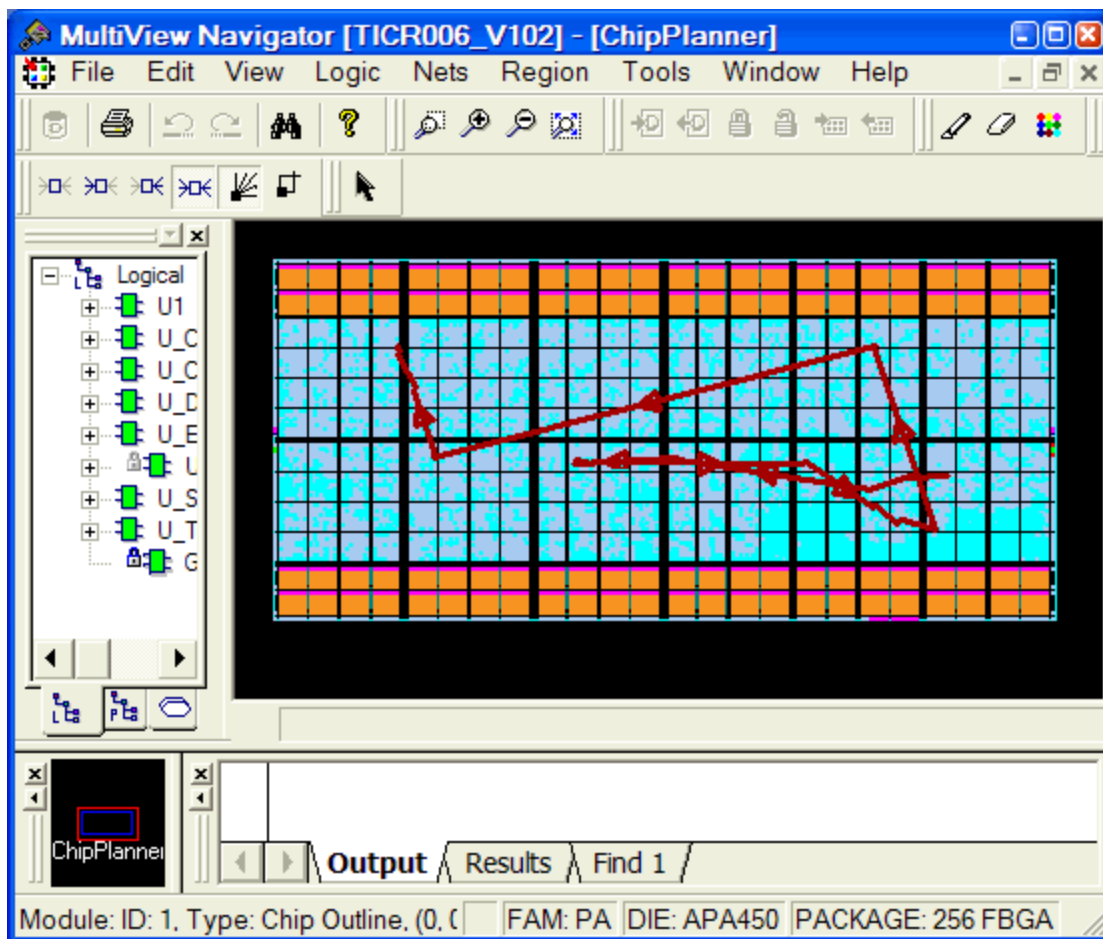 MultiView Navigator [TICR006_V102] - [ChipPlanner]
File Edit View Logic Nets Region Tools Window Help
Logical
U1
U_C
U_C
U_D
U_E
U
U_S
U_T
G
L P
ChipPlanner
Output Results Find 1
Module: ID: 1, Type: Chip Outline, (0, 0 FAM: PA DIE: APA450 PACKAGE: 256 FBGA